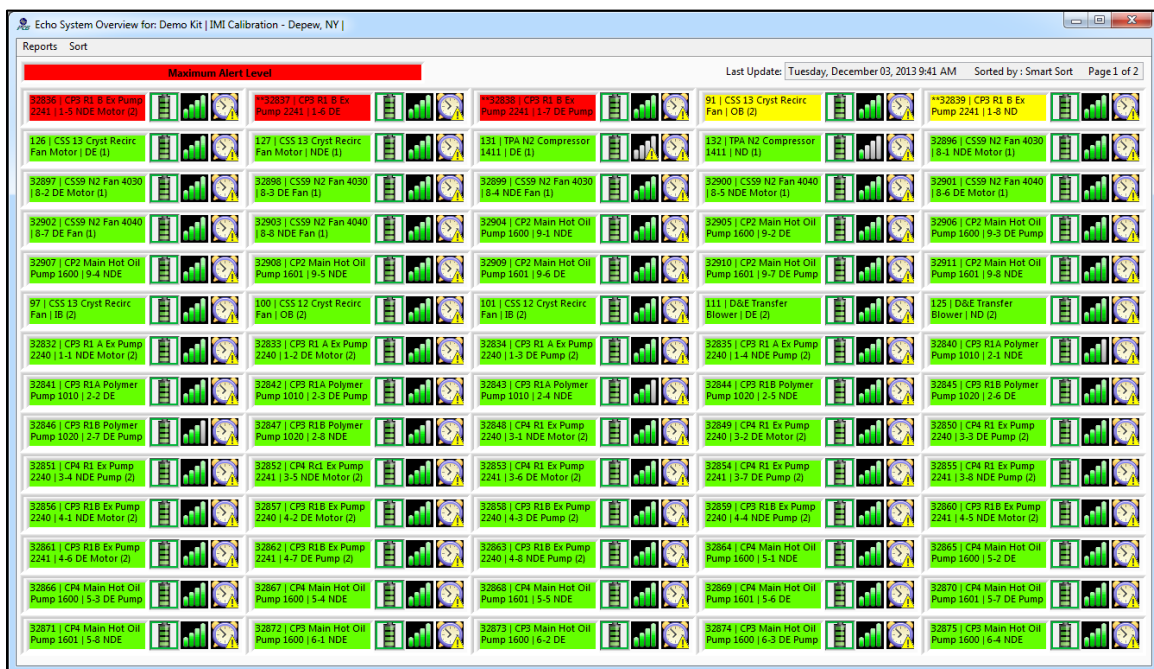 Echo System Overview for: Demo Kit | IMI Calibration - Depew, NY |
Reports Sort
Maximum Alert Level
Last Update: Tuesday, December 03, 2013 9:41 AM Sorted by : Smart Sort Page 1 of 2
32836 | CP3 R1 B Ex Pump
2241 | 1-5 NDE Motor (2)
**32837 | CP3 R1 B Ex
Pump 2241 | 1-6 DE
**32838 | CP3 R1 B Ex
Pump 2241 | 1-7 DE Pump
91 | CSS 13 Cryst Recirc
Fan | OB (2)
**32839 | CP3 R1 B Ex
Pump 2241 | 1-8 ND
126 | CSS 13 Cryst Recirc
Fan Motor | DE (1)
127 | CSS 13 Cryst Recirc
Fan Motor | NDE (1)
131 | TPA N2 Compressor
1411 | DE (1)
132 | TPA N2 Compressor
1411 | ND (1)
32896 | CSS9 N2 Fan 4030
| 8-1 NDE Motor (1)
32897 | CSS9 N2 Fan 4030
| 8-2 DE Motor (1)
32898 | CSS9 N2 Fan 4030
| 8-3 DE Fan (1)
32899 | CSS9 N2 Fan 4030
| 8-4 NDE Fan (1)
32900 | CSS9 N2 Fan 4040
| 8-5 NDE Motor (1)
32901 | CSS9 N2 Fan 4040
| 8-6 DE Motor (1)
32902 | CSS9 N2 Fan 4040
| 8-7 DE Fan (1)
32903 | CSS9 N2 Fan 4040
| 8-8 NDE Fan (1)
32904 | CP2 Main Hot Oil
Pump 1600 | 9-1 NDE
32905 | CP2 Main Hot Oil
Pump 1600 | 9-2 DE
32906 | CP2 Main Hot Oil
Pump 1600 | 9-3 DE Pump
32907 | CP2 Main Hot Oil
Pump 1600 | 9-4 NDE
32908 | CP2 Main Hot Oil
Pump 1601 | 9-5 NDE
32909 | CP2 Main Hot Oil
Pump 1601 | 9-6 DE
32910 | CP2 Main Hot Oil
Pump 1601 | 9-7 DE Pump
32911 | CP2 Main Hot Oil
Pump 1601 | 9-8 NDE
97 | CSS 13 Cryst Recirc
Fan | IB (2)
100 | CSS 12 Cryst Recirc
Fan | OB (2)
101 | CSS 12 Cryst Recirc
Fan | IB (2)
111 | D&E Transfer
Blower | DE (2)
125 | D&E Transfer
Blower | ND (2)
32832 | CP3 R1 A Ex Pump
2240 | 1-1 NDE Motor (2)
32833 | CP3 R1 A Ex Pump
2240 | 1-2 DE Motor (2)
32834 | CP3 R1 A Ex Pump
2240 | 1-3 DE Pump (2)
32835 | CP3 R1 A Ex Pump
2240 | 1-4 NDE Pump (2)
32840 | CP3 R1A Polymer
Pump 1010 | 2-1 NDE
32841 | CP3 R1A Polymer
Pump 1010 | 2-2 DE
32842 | CP3 R1A Polymer
Pump 1010 | 2-3 DE Pump
32843 | CP3 R1A Polymer
Pump 1010 | 2-4 NDE
32844 | CP3 R1B Polymer
Pump 1020 | 2-5 NDE
32845 | CP3 R1B Polymer
Pump 1020 | 2-6 DE
32846 | CP3 R1B Polymer
Pump 1020 | 2-7 DE Pump
32847 | CP3 R1B Polymer
Pump 1020 | 2-8 NDE
32848 | CP4 R1 Ex Pump
2240 | 3-1 NDE Motor (2)
32849 | CP4 R1 Ex Pump
2240 | 3-2 DE Motor (2)
32850 | CP4 R1 Ex Pump
2240 | 3-3 DE Pump (2)
32851 | CP4 R1 Ex Pump
2240 | 3-4 NDE Pump (2)
32852 | CP4 Rc1 Ex Pump
2241 | 3-5 NDE Motor (2)
32853 | CP4 R1 Ex Pump
2241 | 3-6 DE Motor (2)
32854 | CP4 R1 Ex Pump
2241 | 3-7 DE Pump (2)
32855 | CP4 R1 Ex Pump
2241 | 3-8 NDE Pump (2)
32856 | CP3 R1B Ex Pump
2240 | 4-1 NDE Motor (2)
32857 | CP3 R1B Ex Pump
2240 | 4-2 DE Motor (2)
32858 | CP3 R1B Ex Pump
2240 | 4-3 DE Pump (2)
32859 | CP3 R1B Ex Pump
2240 | 4-4 NDE Pump (2)
32860 | CP3 R1B Ex Pump
2241 | 4-5 NDE Motor (2)
32861 | CP3 R1B Ex Pump
2241 | 4-6 DE Motor (2)
32862 | CP3 R1B Ex Pump
2241 | 4-7 DE Pump (2)
32863 | CP3 R1B Ex Pump
2240 | 4-8 NDE Pump (2)
32864 | CP4 Main Hot Oil
Pump 1600 | 5-1 NDE
32865 | CP4 Main Hot Oil
Pump 1600 | 5-2 DE
32866 | CP4 Main Hot Oil
Pump 1600 | 5-3 DE Pump
32867 | CP4 Main Hot Oil
Pump 1600 | 5-4 NDE
32868 | CP4 Main Hot Oil
Pump 1601 | 5-5 NDE
32869 | CP4 Main Hot Oil
Pump 1601 | 5-6 DE
32870 | CP4 Main Hot Oil
Pump 1601 | 5-7 DE Pump
32871 | CP4 Main Hot Oil
Pump 1601 | 5-8 NDE
32872 | CP3 Main Hot Oil
Pump 1600 | 6-1 NDE
32873 | CP3 Main Hot Oil
Pump 1600 | 6-2 DE
32874 | CP3 Main Hot Oil
Pump 1600 | 6-3 DE Pump
32875 | CP3 Main Hot Oil
Pump 1600 | 6-4 NDE